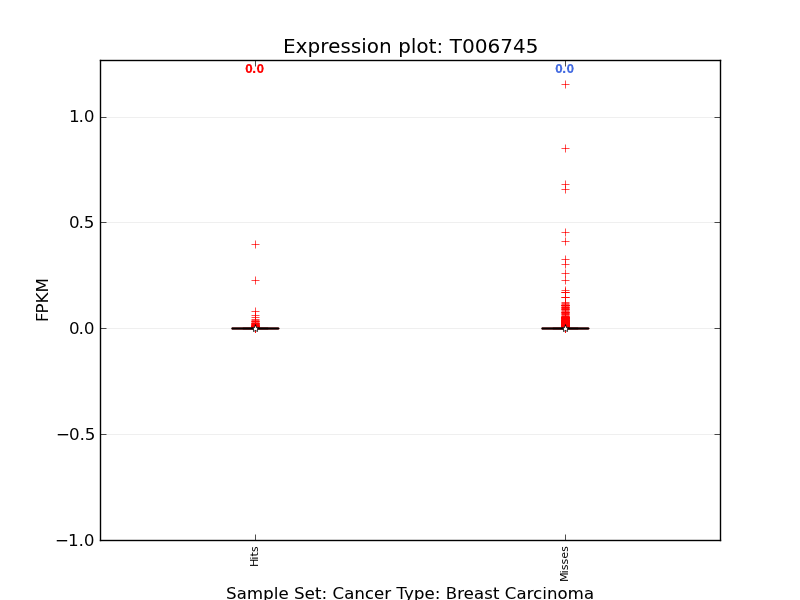 Expression plot: T006745
0.0 0.0
1.0
0.5
0.0
−0.5
−1.0
FPKM
Hits
Misses
Sample Set: Cancer Type: Breast Carcinoma